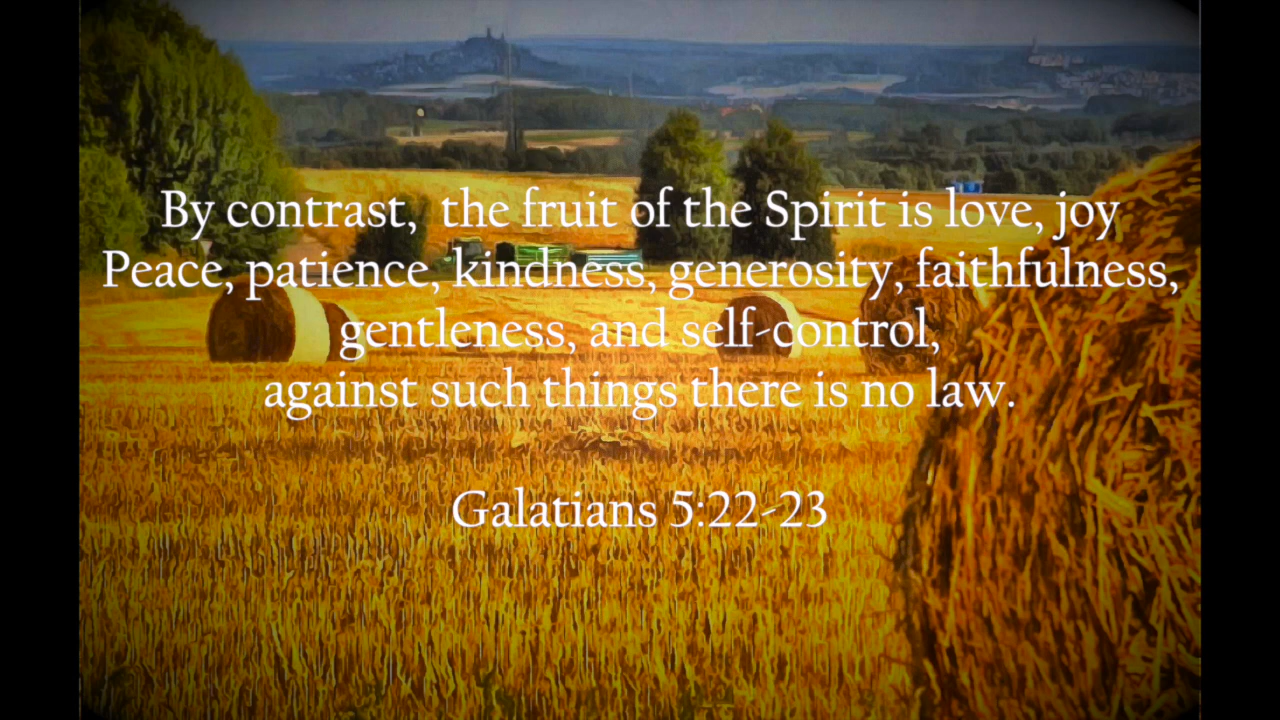 By contrast,  the fruit of the Spirit is love, joy
Peace, patience, kindness, generosity, faithfulness,
gentleness, and self-control,
against such things there is no law.
Galatians 5:22-23